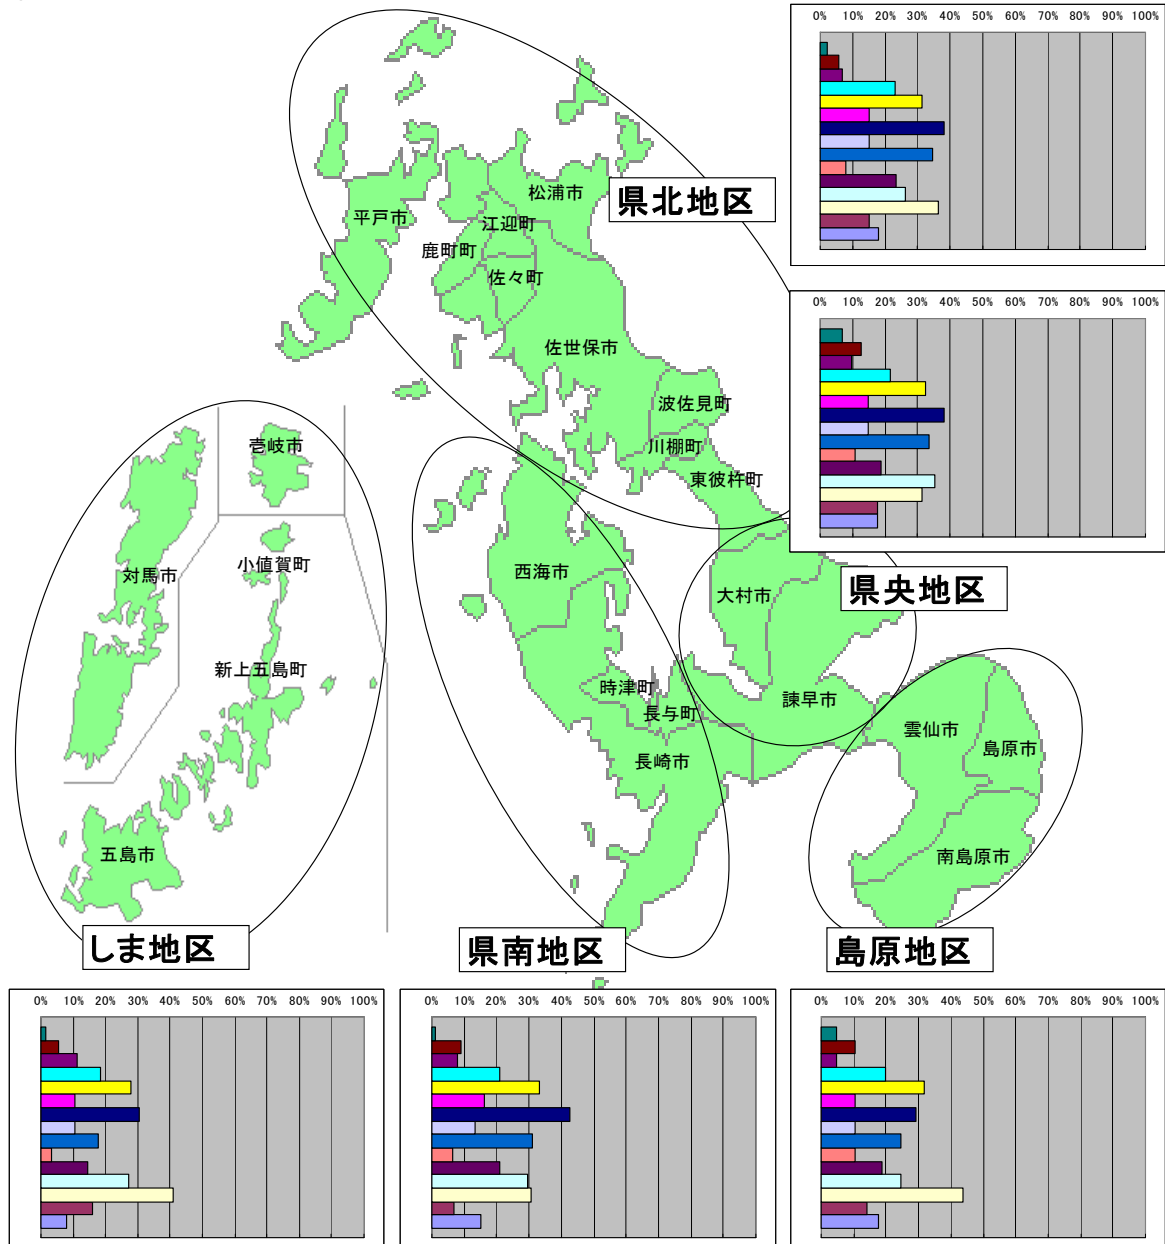 0% 10% 20% 30% 40% 50% 60% 70% 80% 90% 100%
松浦市
県北地区
平戸市
江迎町
鹿町町
佐々町
0% 10% 20% 30% 40% 50% 60% 70% 80% 90% 100%
佐世保市
波佐見町
壱岐市
川棚町
東彼杵町
対馬市
小値賀町
西海市
大村市
県央地区
新上五島町
時津町
長与町
諫早市
雲仙市
島原市
長崎市
五島市
南島原市
しま地区
県南地区
島原地区
0% 10% 20% 30% 40% 50% 60% 70% 80% 90% 100%
0% 10% 20% 30% 40% 50% 60% 70% 80% 90% 100%
0% 10% 20% 30% 40% 50% 60% 70% 80% 90% 100%